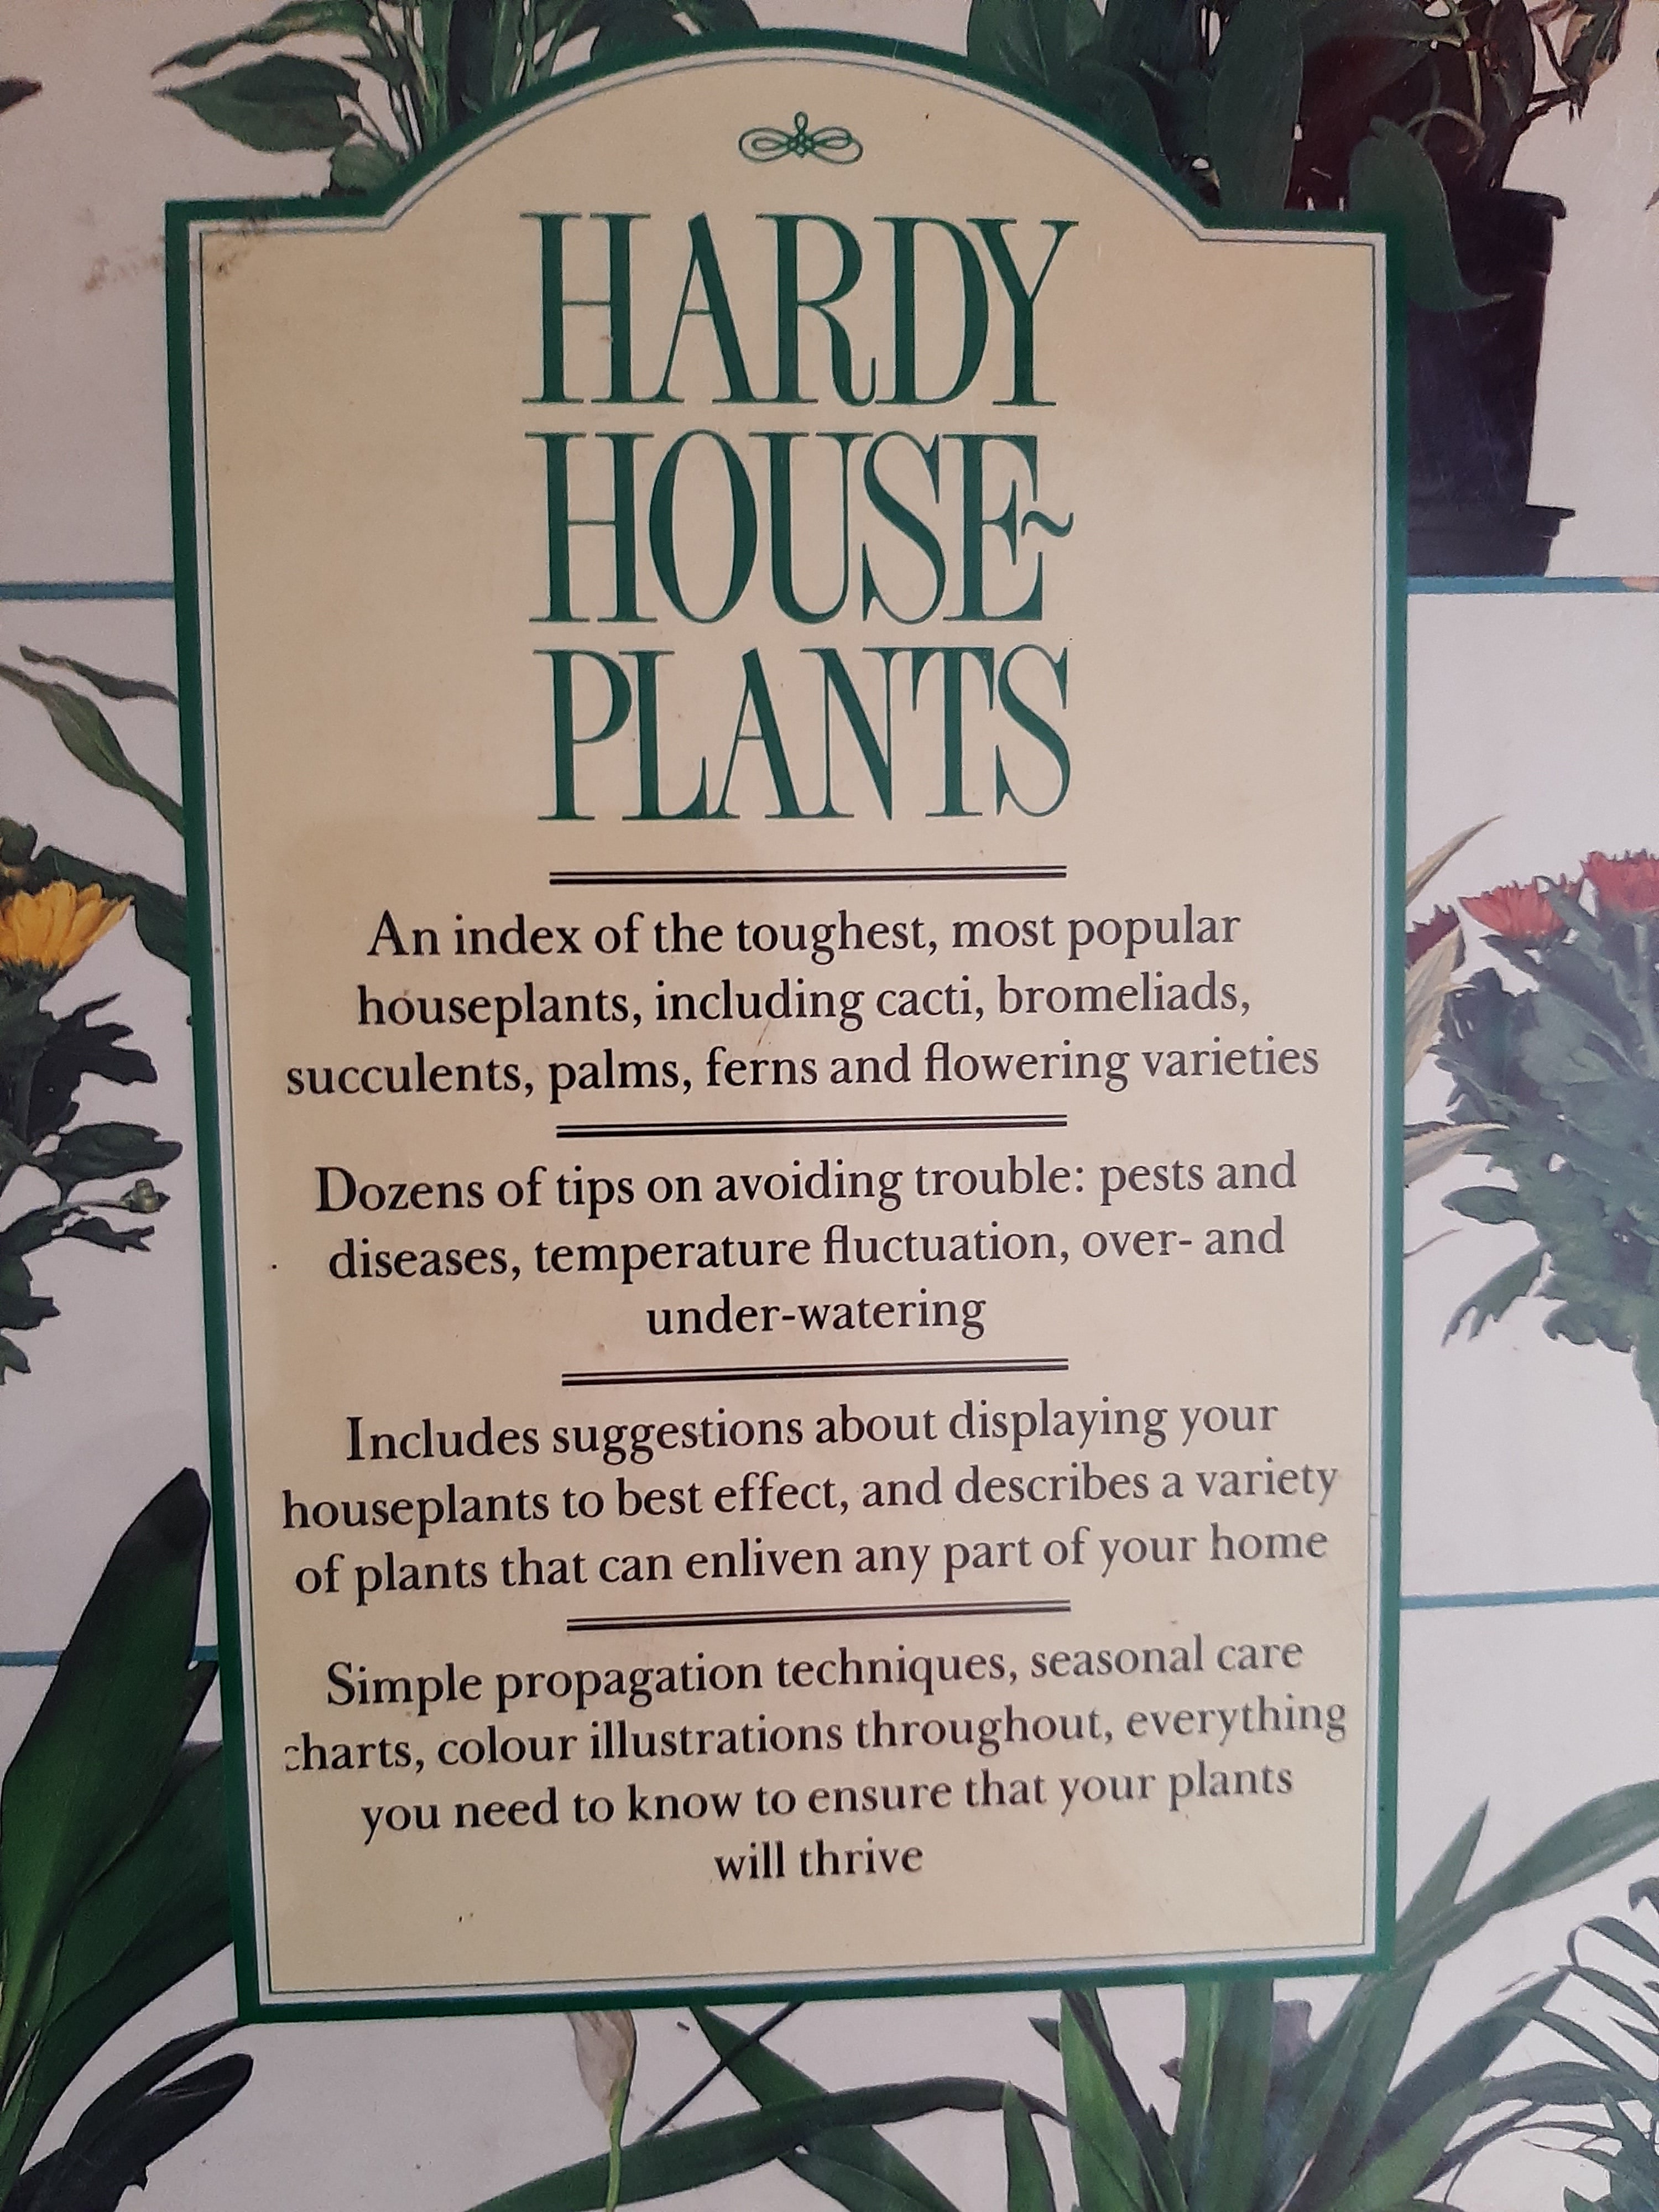 HARDY
HOUSE~
PLANTS
An index of the toughest, most popular
houseplants, including cacti, bromeliads,
succulents, palms, ferns and flowering varieties
Dozens of tips on avoiding trouble: pests and
diseases, temperature fluctuation, over- and
under-watering
Includes suggestions about displaying your
houseplants to best effect, and describes a variety
of plants that can enliven any part of your home
Simple propagation techniques, seasonal care
charts, colour illustrations throughout, everything
you need to know to ensure that your plants
will thrive